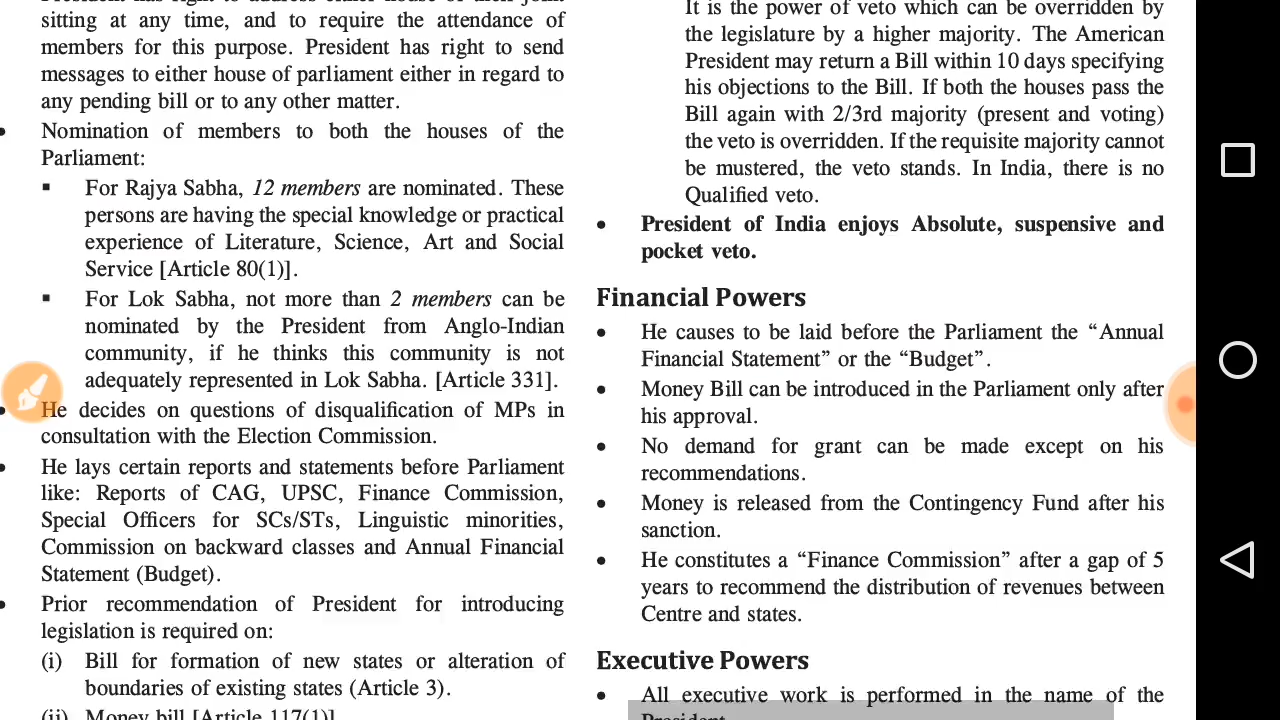 President has right to address either house or their joint
sitting at any time, and to require the attendance of
members for this purpose. President has right to send
messages to either house of parliament either in regard to
any pending bill or to any other matter.
• Nomination of members to both the houses of the
Parliament:
▪ For Rajya Sabha, 12 members are nominated. These
persons are having the special knowledge or practical
experience of Literature, Science, Art and Social
Service [Article 80(1)].
▪ For Lok Sabha, not more than 2 members can be
nominated by the President from Anglo-Indian
community, if he thinks this community is not
adequately represented in Lok Sabha. [Article 331].
• He decides on questions of disqualification of MPs in
consultation with the Election Commission.
• He lays certain reports and statements before Parliament
like: Reports of CAG, UPSC, Finance Commission,
Special Officers for SCs/STs, Linguistic minorities,
Commission on backward classes and Annual Financial
Statement (Budget).
• Prior recommendation of President for introducing
legislation is required on:
(i) Bill for formation of new states or alteration of
boundaries of existing states (Article 3).
(ii) Money bill [Article 117(1)]
It is the power of veto which can be overridden by
the legislature by a higher majority. The American
President may return a Bill within 10 days specifying
his objections to the Bill. If both the houses pass the
Bill again with 2/3rd majority (present and voting)
the veto is overridden. If the requisite majority cannot
be mustered, the veto stands. In India, there is no
Qualified veto.
• President of India enjoys Absolute, suspensive and
pocket veto.
Financial Powers
• He causes to be laid before the Parliament the “Annual
Financial Statement” or the “Budget”.
• Money Bill can be introduced in the Parliament only after
his approval.
• No demand for grant can be made except on his
recommendations.
• Money is released from the Contingency Fund after his
sanction.
• He constitutes a “Finance Commission” after a gap of 5
years to recommend the distribution of revenues between
Centre and states.
Executive Powers
• All executive work is performed in the name of the
President